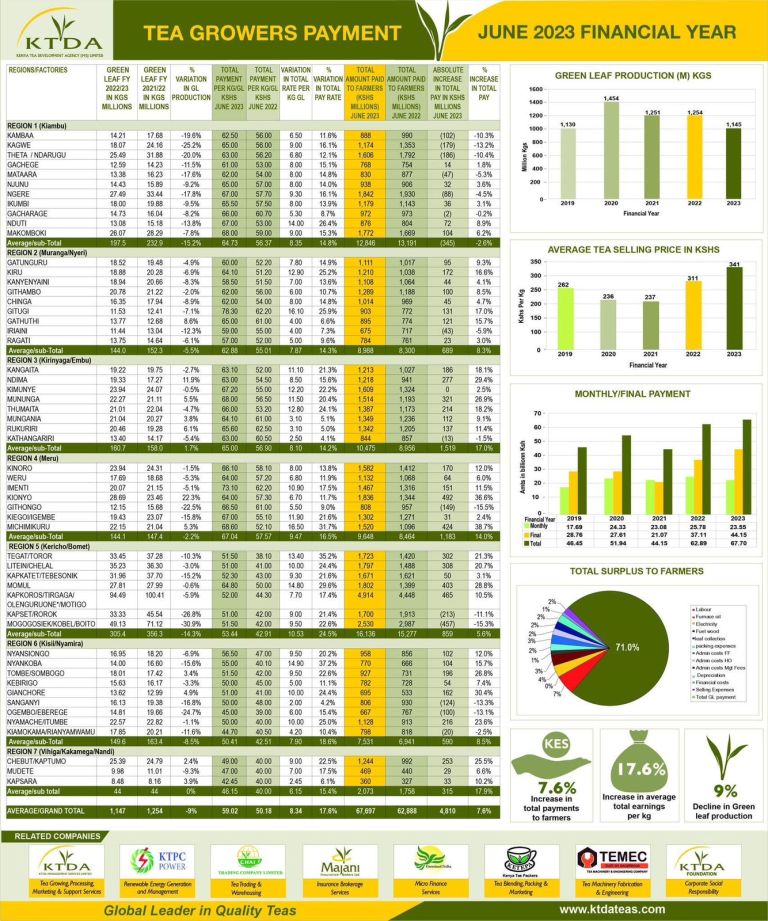 KTDA
KENYA TEA DEVELOPMENT AGENCY (HS) LIMITED
TEA GROWERS PAYMENT
JUNE 2023 FINANCIAL YEAR
REGIONS/FACTORIES | GREEN LEAF FY 2022/23 IN KGS MILLIONS | GREEN LEAF FY 2021/22 IN KGS MILLIONS | % VARIATION IN GL PRODUCTION | TOTAL PAYMENT PER KG/GL KSHS JUNE 2023 | TOTAL PAYMENT PER KG/GL KSHS JUNE 2022 | VARIATION IN TOTAL RATE PER KG GL | % VARIATION IN TOTAL PAY RATE | TOTAL AMOUNT PAID TO FARMERS (KSHS MILLIONS) JUNE 2023 | TOTAL AMOUNT PAID TO FARMERS (KSHS MILLIONS) JUNE 2022 | ABSOLUTE INCREASE IN TOTAL PAY IN KSHS MILLIONS JUNE 2023 | % INCREASE IN TOTAL PAY
REGION 1 (Kiambu)
KAMBAA 14.21 17.68 -19.6% 62.50 56.00 6.50 11.6% 888 990 (102) -10.3%
KAGWE 18.07 24.16 -25.2% 65.00 56.00 9.00 16.1% 1,174 1,353 (179) -13.2%
THETA / NDARUGU 25.49 31.88 -20.0% 63.00 56.20 6.80 12.1% 1,606 1,792 (186) -10.4%
GACHEGE 12.59 14.23 -11.5% 61.00 53.00 8.00 15.1% 768 754 14 1.8%
MATAARA 13.38 16.23 -17.6% 62.00 54.00 8.00 14.8% 830 877 (47) -5.3%
NJUNU 14.43 15.89 -9.2% 65.00 57.00 8.00 14.0% 938 906 32 3.6%
NGERE 27.49 33.44 -17.8% 67.00 57.70 9.30 16.1% 1,842 1,930 (88) -4.5%
IKUMBI 18.00 19.88 -9.5% 65.50 57.50 8.00 13.9% 1,179 1,143 36 3.1%
GACHARAGE 14.73 16.04 -8.2% 66.00 60.70 5.30 8.7% 972 973 (2) -0.2%
NDUTI 13.08 15.18 -13.8% 67.00 53.00 14.00 26.4% 876 804 72 8.9%
MAKOMBOKI 26.07 28.29 -7.8% 68.00 59.00 9.00 15.3% 1,772 1,669 104 6.2%
Average/sub-Total 197.5 232.9 -15.2% 64.73 56.37 8.35 14.8% 12,846 13,191 (345) -2.6%
REGION 2 (Muranga/Nyeri)
GATUNGURU 18.52 19.48 -4.9% 60.00 52.20 7.80 14.9% 1,111 1,017 95 9.3%
KIRU 18.88 20.28 -6.9% 64.10 51.20 12.90 25.2% 1,210 1,038 172 16.6%
KANYENYAINI 18.94 20.66 -8.3% 58.50 51.50 7.00 13.6% 1,108 1,064 44 4.1%
GITHAMBO 20.78 21.22 -2.0% 62.00 56.00 6.00 10.7% 1,289 1,188 100 8.5%
CHINGA 16.35 17.94 -8.9% 62.00 54.00 8.00 14.8% 1,014 969 45 4.7%
GITUGI 11.53 12.41 -7.1% 78.30 62.20 16.10 25.9% 903 772 131 17.0%
GATHUTHI 13.77 12.68 8.6% 65.00 61.00 4.00 6.6% 895 774 121 15.7%
IRIAINI 11.44 13.04 -12.3% 59.00 55.00 4.00 7.3% 675 717 (43) -5.9%
RAGATI 13.75 14.64 -6.1% 57.00 52.00 5.00 9.6% 784 761 23 3.0%
Average/sub-Total 144.0 152.3 -5.5% 62.88 55.01 7.87 14.3% 8,988 8,300 689 8.3%
REGION 3 (Kirinyaga/Embu)
KANGAITA 19.22 19.75 -2.7% 63.10 52.00 11.10 21.3% 1,213 1,027 186 18.1%
NDIMA 19.33 17.27 11.9% 63.00 54.50 8.50 15.6% 1,218 941 277 29.4%
KIMUNYE 23.94 24.07 -0.5% 67.20 55.00 12.20 22.2% 1,609 1,324 0 2.5%
MUNUNGA 22.27 21.11 5.5% 68.00 56.50 11.50 20.4% 1,514 1,193 321 26.9%
THUMAITA 21.01 22.04 -4.7% 66.00 53.20 12.80 24.1% 1,387 1,173 214 18.2%
MUNGANIA 21.04 20.27 3.8% 64.10 61.00 3.10 5.1% 1,349 1,236 112 9.1%
RUKURIRI 20.46 19.28 6.1% 65.60 62.50 3.10 5.0% 1,342 1,205 137 11.4%
KATHANGARIRI 13.40 14.17 -5.4% 63.00 60.50 2.50 4.1% 844 857 (13) -1.5%
Average/sub-Total 160.7 158.0 1.7% 65.00 56.90 8.10 14.2% 10,475 8,956 1,519 17.0%
REGION 4 (Meru)
KINORO 23.94 24.31 -1.5% 66.10 58.10 8.00 13.8% 1,582 1,412 170 12.0%
WERU 17.69 18.68 -5.3% 64.00 57.20 6.80 11.9% 1,132 1,068 64 6.0%
IMENTI 20.07 21.15 -5.1% 73.10 62.20 10.90 17.5% 1,467 1,316 151 11.5%
KIONYO 28.69 23.46 22.3% 64.00 57.30 6.70 11.7% 1,836 1,344 492 36.6%
GITHONGO 12.15 15.68 -22.5% 66.50 61.00 5.50 9.0% 808 957 (149) -15.5%
KIEGOI/IGEMBE 19.43 23.07 -15.8% 67.00 55.10 11.90 21.6% 1,302 1,271 31 2.4%
MICHIMIKURU 22.15 21.04 5.3% 68.60 52.10 16.50 31.7% 1,520 1,096 424 38.7%
Average/sub-Total 144.1 147.4 -2.2% 67.04 57.57 9.47 16.5% 9,648 8,464 1,183 14.0%
REGION 5 (Kericho/Bomet)
TEGAT/TOROR 33.45 37.28 -10.3% 51.50 38.10 13.40 35.2% 1,723 1,420 302 21.3%
LITEIN/CHELAL 35.23 36.30 -3.0% 51.00 41.00 10.00 24.4% 1,797 1,488 308 20.7%
KAPKATET/TEBESONIK 31.96 37.70 -15.2% 52.30 43.00 9.30 21.6% 1,671 1,621 50 3.1%
MOMUL 27.81 27.99 -0.6% 64.80 50.00 14.80 29.6% 1,802 1,399 403 28.8%
KAPKOROS/TIRGAGA/ 94.49 100.41 -5.9% 52.00 44.30 7.70 17.4% 4,914 4,448 465 10.5%
OLENGURUONE*/MOTIGO
KAPSET/ROROK 33.33 45.54 -26.8% 51.00 42.00 9.00 21.4% 1,700 1,913 (213) -11.1%
MOGOGOSIEK/KOBEL/BOITO 49.13 71.12 -30.9% 51.50 42.00 9.50 22.6% 2,530 2,987 (457) -15.3%
Average/sub-Total 305.4 356.3 -14.3% 53.44 42.91 10.53 24.5% 16,136 15,277 859 5.6%
REGION 6 (Kisii/Nyamira)
NYANSIONGO 16.95 18.20 -6.9% 56.50 47.00 9.50 20.2% 958 856 102 12.0%
NYANKOBA 14.00 16.60 -15.6% 55.00 40.10 14.90 37.2% 770 666 104 15.7%
TOMBE/SOMBOGO 18.01 17.42 3.4% 51.50 42.00 9.50 22.6% 927 731 196 26.8%
KEBIRIGO 15.63 16.17 -3.3% 50.00 45.00 5.00 11.1% 782 728 54 7.4%
GIANCHORE 13.62 12.99 4.9% 51.00 41.00 10.00 24.4% 695 533 162 30.4%
SANGANYI 16.13 19.38 -16.8% 50.00 48.00 2.00 4.2% 806 930 (124) -13.3%
OGEMBO/EBEREGE 14.81 19.66 -24.7% 45.00 39.00 6.00 15.4% 667 767 (100) -13.1%
NYAMACHE/ITUMBE 22.57 22.82 -1.1% 50.00 40.00 10.00 25.0% 1,128 913 216 23.6%
KIAMOKAMA/RIANYAMWAMU 17.85 20.21 -11.6% 44.70 40.50 4.20 10.4% 798 818 (20) -2.5%
Average/sub-Total 149.6 163.4 -8.5% 50.41 42.51 7.90 18.6% 7,531 6,941 590 8.5%
REGION 7 (Vihiga/Kakamega/Nandi)
CHEBUT/KAPTUMO 25.39 24.79 2.4% 49.00 40.00 9.00 22.5% 1,244 992 253 25.5%
MUDETE 9.98 11.01 -9.3% 47.00 40.00 7.00 17.5% 469 440 29 6.6%
KAPSARA 8.48 8.16 3.9% 42.45 40.00 2.45 6.1% 360 327 33 10.2%
Average/sub total 44 44 0% 46.15 40.00 6.15 15.4% 2,073 1,758 315 17.9%
AVERAGE/GRAND TOTAL 1,147 1,254 -9% 59.02 50.18 8.34 17.6% 67,697 62,888 4,810 7.6%
GREEN LEAF PRODUCTION (M) KGS
Million Kgs
1600
1400
1200
1000
800
600
400
200
0
1,130 1,454 1,251 1,254 1,145
2019 2020 2021 2022 2023
Financial Year
AVERAGE TEA SELLING PRICE IN KSHS
Kshs Per Kg
350
300
250
200
150
100
0
262 236 237 311 341
2019 2020 2021 2022 2023
Financial Year
MONTHLY/FINAL PAYMENT
Amts in billionn Ksh
70
60
50
40
30
20
10
0
Financial Year 2019 2020 2021 2022 2023
Monthly 17.69 24.33 23.08 25.78 23.55
Final 28.76 27.61 21.07 37.11 44.15
Total 46.45 51.94 44.15 62.89 67.70
TOTAL SURPLUS TO FARMERS
71.0%
2%
1%
2%
2%
2%
3%
2%
1%
3%
4%
0%
7%
Labour
Furnace oil
Electricity
Fuel wood
leaf collection
packing expenses
Admin costs FF
Admin costs HO
Admin costs Mgt Fees
Depreciation
Financial costs
Selling Expenses
Total GL payment
KES
7.6%
Increase in
total payments
to farmers
17.6%
Increase in average
total earnings
per kg
9%
Decline in Green
leaf production
RELATED COMPANIES
KTDA
KTDA MANAGEMENT SERVICES LIMITED
Tea Growing, Processing,
Marketing & Support Services
KTPC
POWER
Renewable Energy Generation
and Management
CHAI
TRADING COMPANY LIMITED
Tea Trading &
Warehousing
Majani
Insurance Brokers
Ltd
Insurance Brokerage
Services
Greenland Fedha
Micro Finance
Services
KETEPA
Kenya Tea Packers
Tea Blending, Packing &
Marketing
TEMEC
TEA MACHINERY & ENGINEERING COMPANY
Tea Machinery Fabrication
& Engineering
KTDA
FOUNDATION
Corporate Social
Responsibility
Global Leader in Quality Teas
www.ktdateas.com